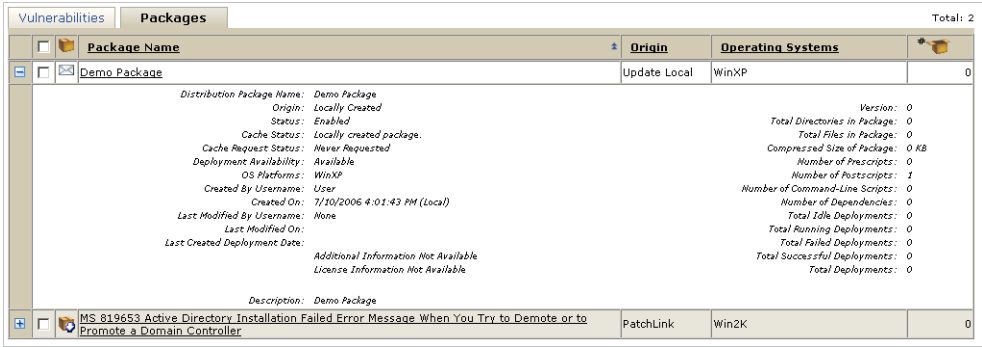 Vulnerabilities Packages Total: 2
Package Name Origin Operating Systems
Demo Package Update Local WinXP 0
Distribution Package Name: Demo Package
Origin: Locally Created Version: 0
Status: Enabled Total Directories in Package: 0
Cache Status: Locally created package. Total Files in Package: 0
Cache Request Status: Never Requested Compressed Size of Package: 0 KB
Deployment Availability: Available Number of Prescripts: 0
OS Platforms: WinXP Number of Postscripts: 1
Created By Username: User Number of Command-Line Scripts: 0
Created On: 7/10/2006 4:01:43 PM (Local) Number of Dependencies: 0
Last Modified By Username: None Total Idle Deployments: 0
Last Modified On: Total Running Deployments: 0
Last Created Deployment Date: Total Failed Deployments: 0
Additional Information Not Available Total Successful Deployments: 0
License Information Not Available Total Deployments: 0
Description: Demo Package
MS 819653 Active Directory Installation Failed Error Message When You Try to Demote or to
Promote a Domain Controller PatchLink Win2K 0